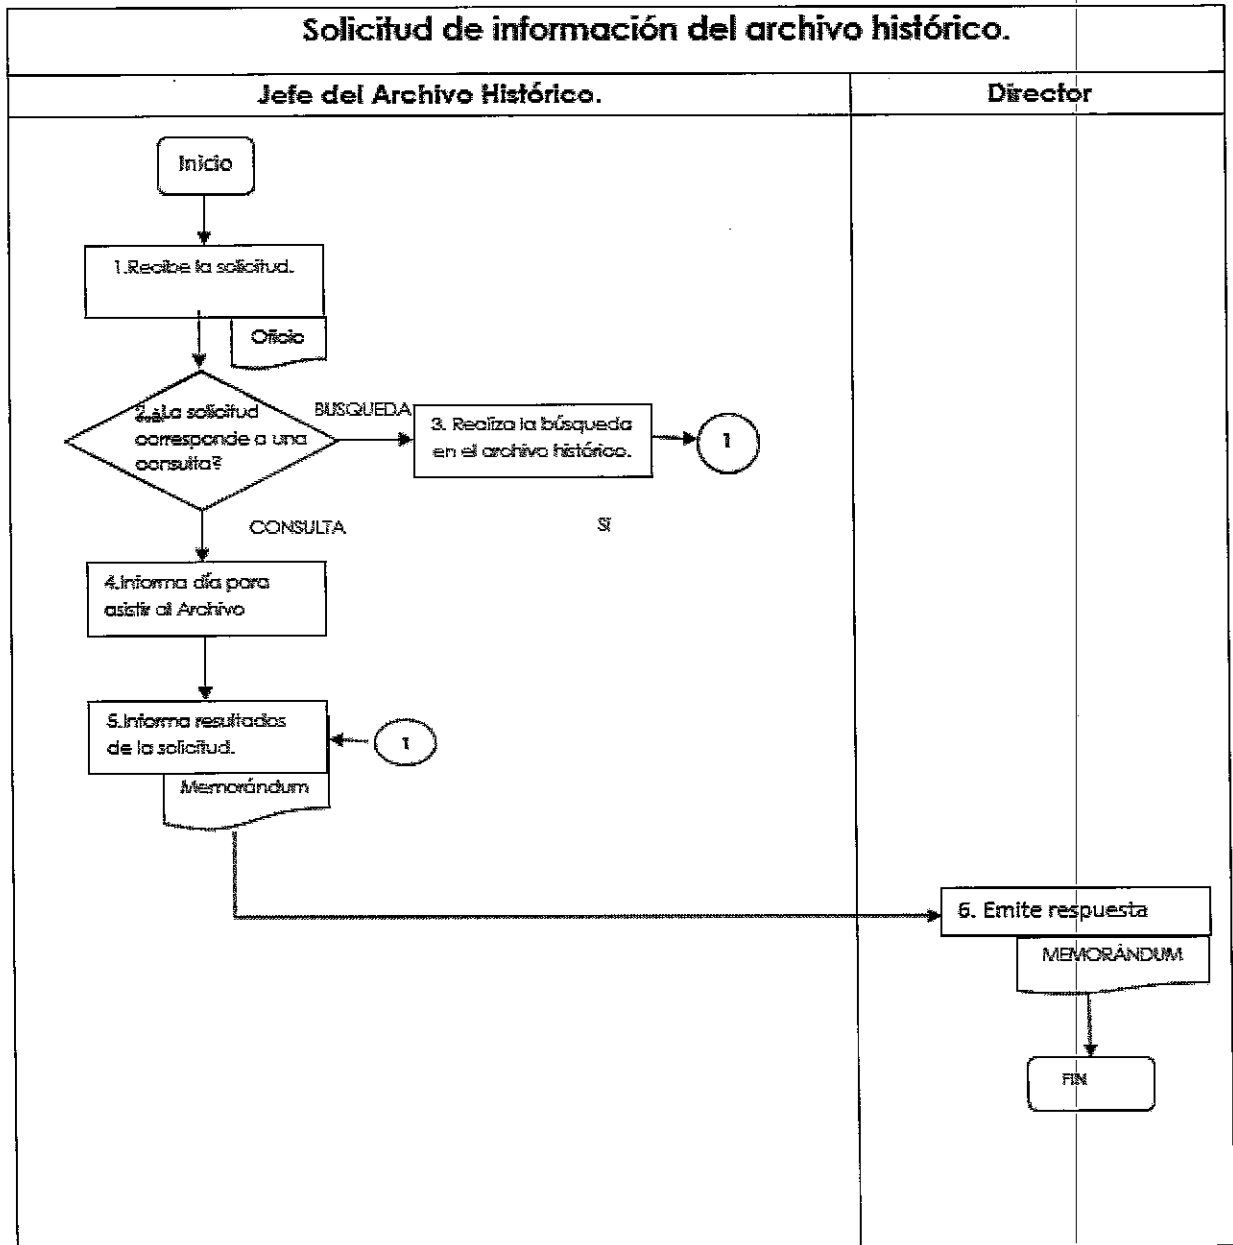 Solicitud de información del archivo histórico.
Jefe del Archivo Histórico.
Director
Inicio
1.Recibe la solicitud.
Oficio
2.¿La solicitud
corresponde a una
consulta?
BUSQUEDA
3. Realiza la búsqueda
en el archivo histórico.
1
CONSULTA
SI
4.Informa día para
asistir al Archivo
5.Informa resultados
de la solicitud.
1
Memorándum
6. Emite respuesta
MEMORÁNDUM
FIN